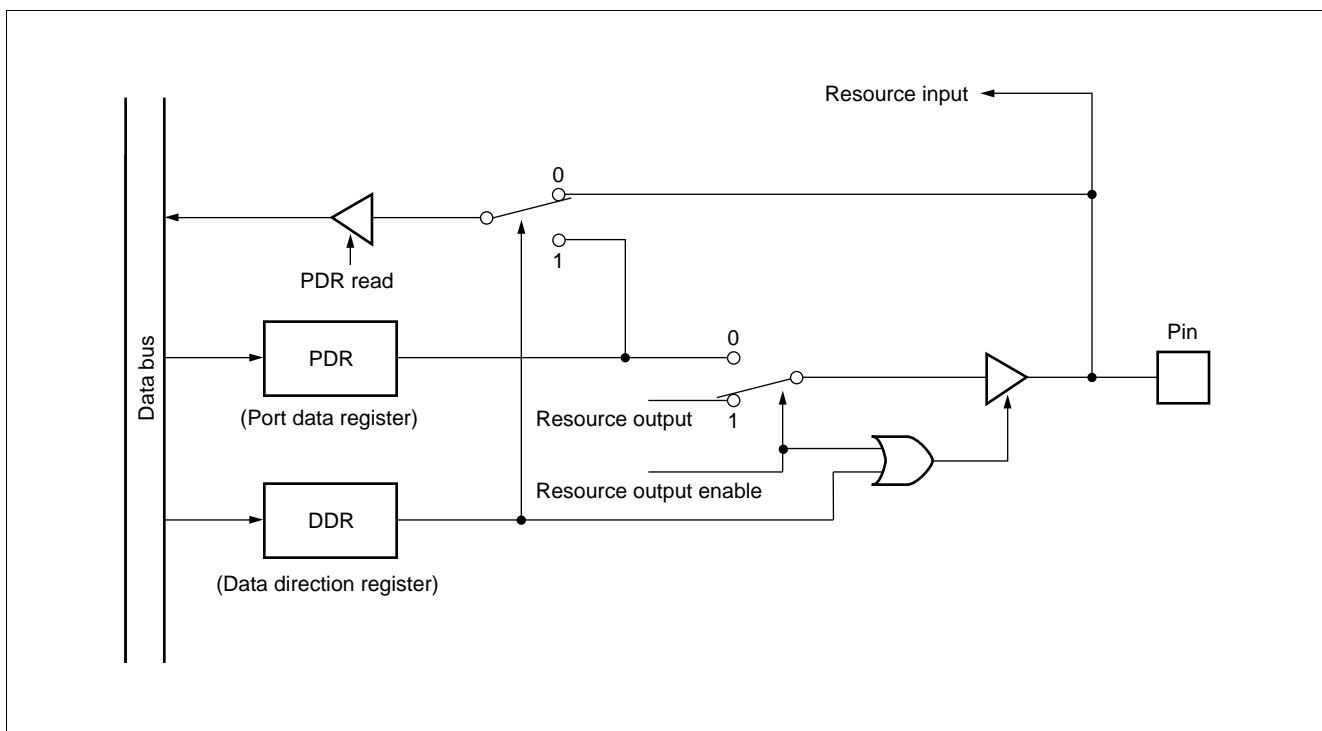 Resource input
0
1
PDR read
Data bus
PDR
(Port data register)
0
1
Pin
Resource output
Resource output enable
DDR
(Data direction register)